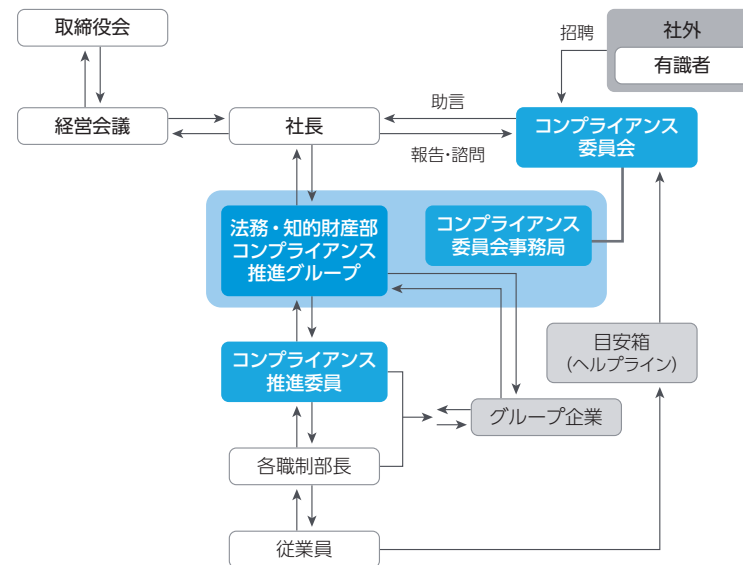 取締役会
社外
有識者
招聘
経営会議
社長
助言
報告・諮問
コンプライアンス
委員会
法務・知的財産部
コンプライアンス
推進グループ
コンプライアンス
委員会事務局
コンプライアンス
推進委員
目安箱
(ヘルプライン)
グループ企業
各職制部長
従業員